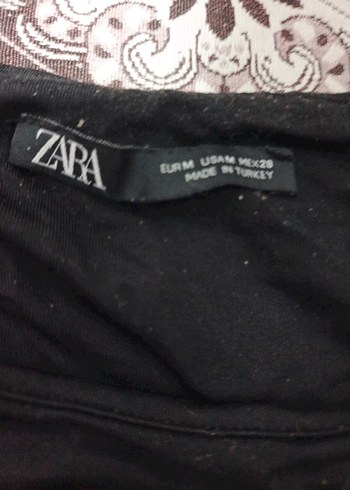 ZARA
EUR M USA M MEX 28
MADE IN TURKEY